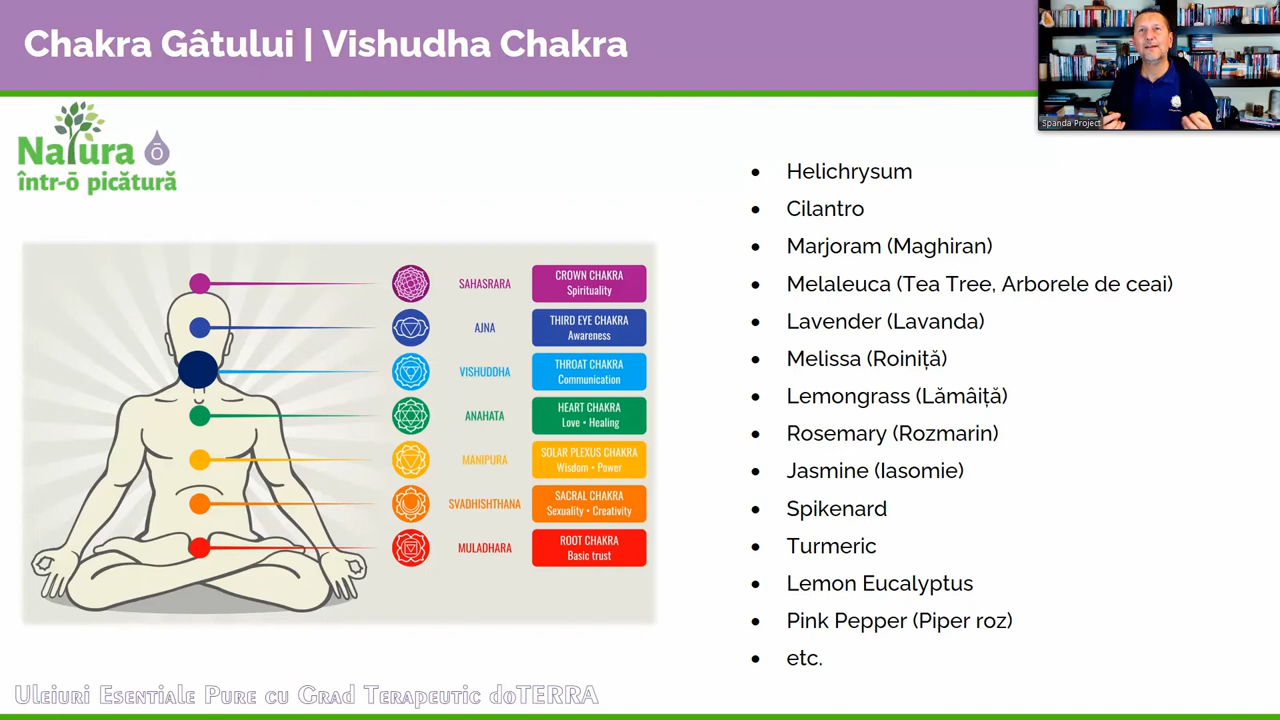 Chakra Gâtului | Vishudha Chakra
Spanda Project
Natura ō
într-ō picătură
SAHASRARA
CROWN CHAKRA
Spirituality
AJNA
THIRD EYE CHAKRA
Awareness
VISHUDDHA
THROAT CHAKRA
Communication
ANAHATA
HEART CHAKRA
Love • Healing
MANIPURA
SOLAR PLEXUS CHAKRA
Wisdom • Power
SVADHISHTHANA
SACRAL CHAKRA
Sexuality • Creativity
MULADHARA
ROOT CHAKRA
Basic trust
• Helichrysum
• Cilantro
• Marjoram (Maghiran)
• Melaleuca (Tea Tree, Arborele de ceai)
• Lavender (Lavanda)
• Melissa (Roiniță)
• Lemongrass (Lămâiță)
• Rosemary (Rozmarin)
• Jasmine (Iasomie)
• Spikenard
• Turmeric
• Lemon Eucalyptus
• Pink Pepper (Piper roz)
• etc.
Uleiuri Esentiale Pure cu Grad Terapeutic doTERRA